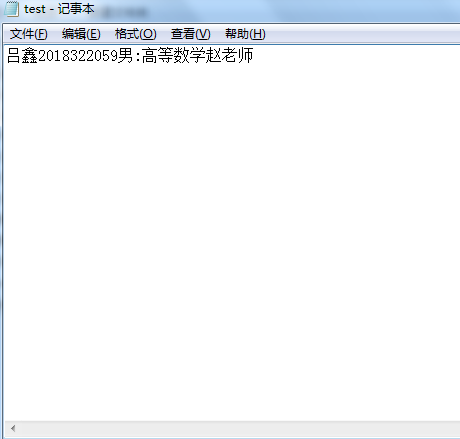 test - 记事本
文件(F) 编辑(E) 格式(O) 查看(V) 帮助(H)
吕鑫2018322059男:高等数学赵老师